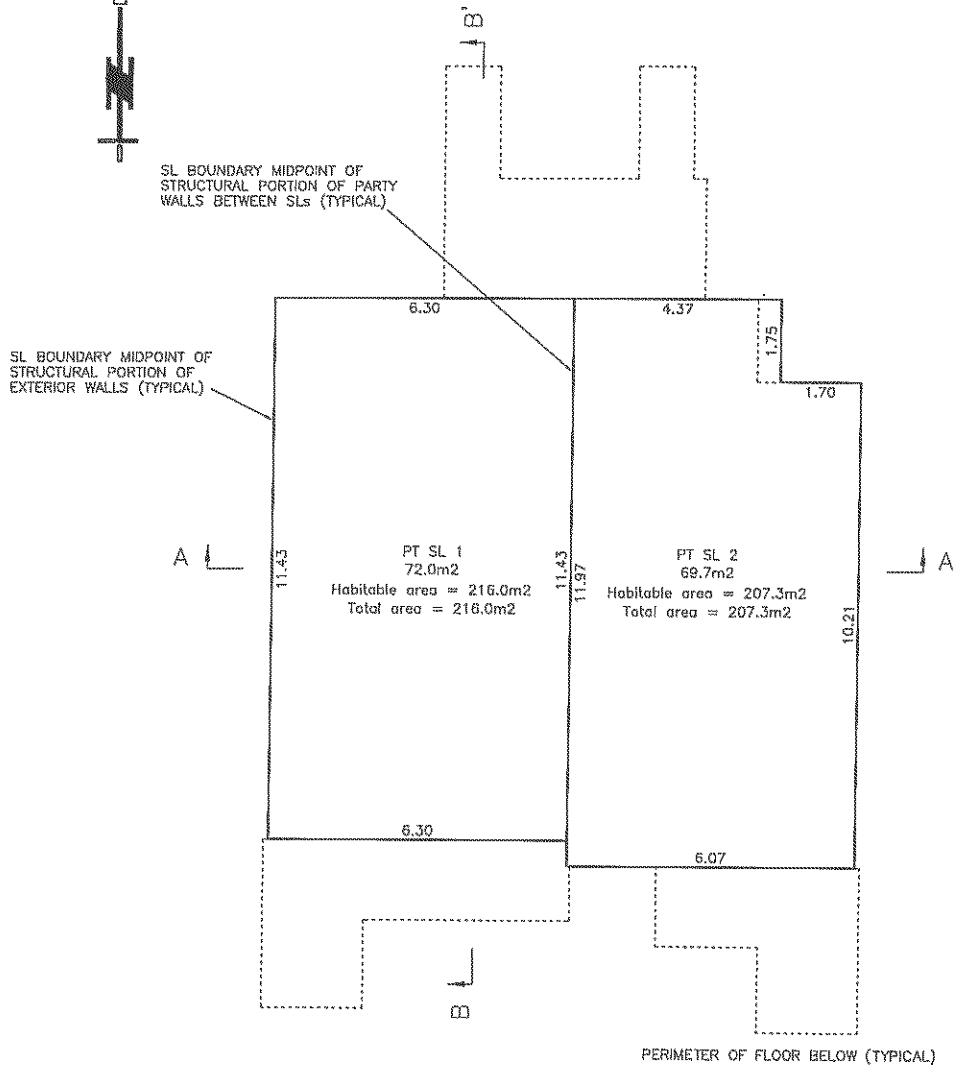 B'
N
SL BOUNDARY MIDPOINT OF
STRUCTURAL PORTION OF PARTY
WALLS BETWEEN SLs (TYPICAL)
6.30
4.37
1.75
SL BOUNDARY MIDPOINT OF
STRUCTURAL PORTION OF
EXTERIOR WALLS (TYPICAL)
1.70
A
11.43
PT SL 1
72.0m2
Habitable area = 216.0m2
Total area = 216.0m2
11.43
11.97
PT SL 2
69.7m2
Habitable area = 207.3m2
Total area = 207.3m2
10.21
A
6.30
6.07
B
PERIMETER OF FLOOR BELOW (TYPICAL)